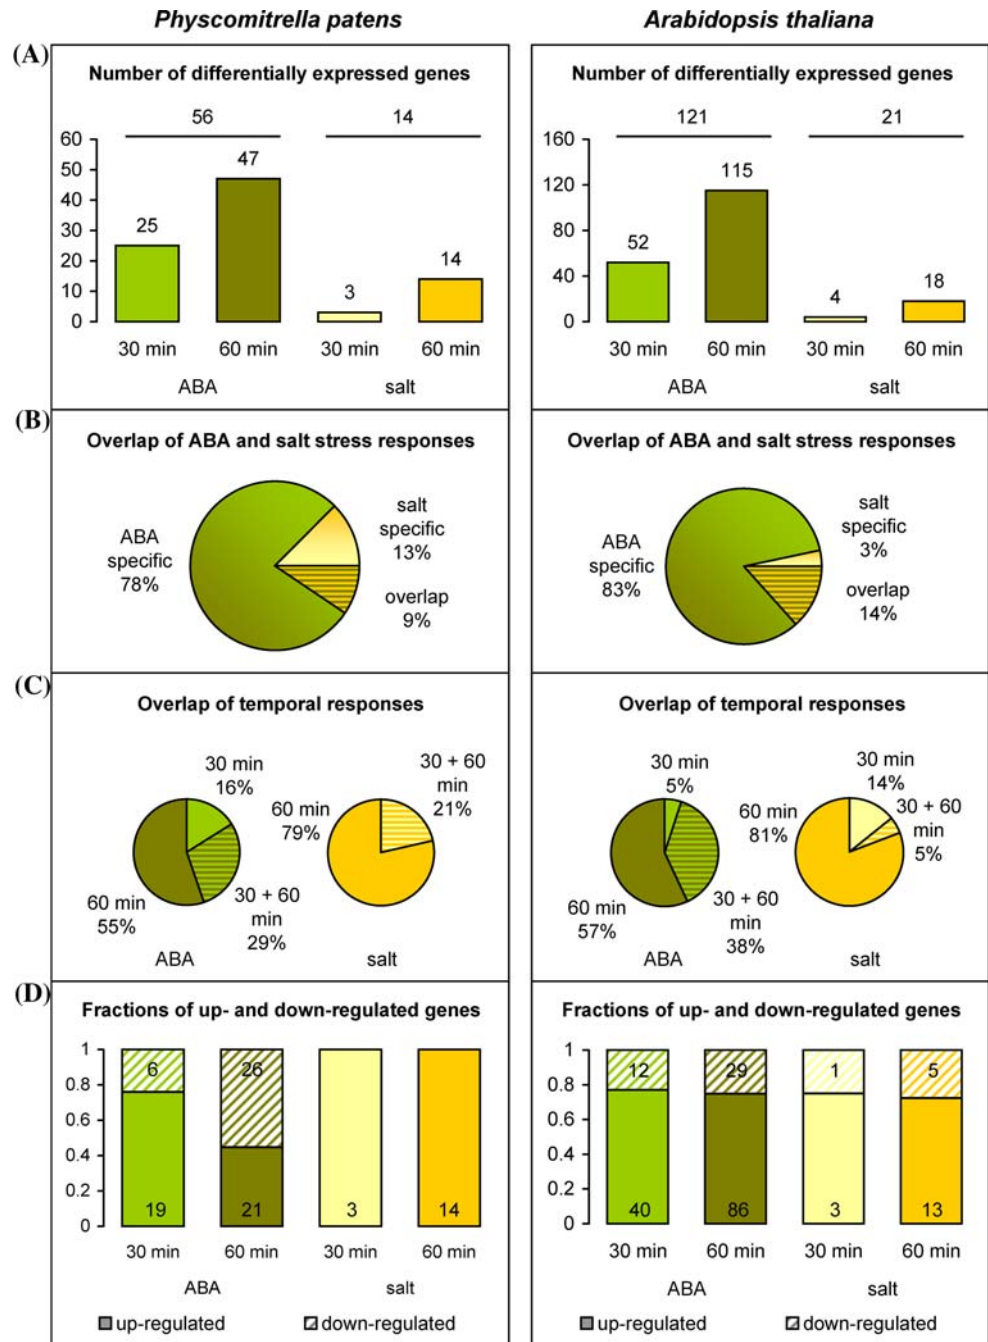 Physcomitrella patens
Arabidopsis thaliana
(A)
Number of differentially expressed genes
56
14
60
50
40
30
20
10
0
25
47
3
14
30 min
60 min
30 min
60 min
ABA
salt
Number of differentially expressed genes
121
21
160
120
80
40
0
52
115
4
18
30 min
60 min
30 min
60 min
ABA
salt
(B)
Overlap of ABA and salt stress responses
ABA
specific
78%
salt
specific
13%
overlap
9%
Overlap of ABA and salt stress responses
ABA
specific
83%
salt
specific
3%
overlap
14%
(C)
Overlap of temporal responses
30 min
16%
60 min
55%
30 + 60
min
29%
ABA
60 min
79%
30 + 60
min
21%
salt
Overlap of temporal responses
30 min
5%
60 min
57%
30 + 60
min
38%
ABA
30 min
14%
60 min
81%
30 + 60
min
5%
salt
(D)
Fractions of up- and down-regulated genes
1
0.8
0.6
0.4
0.2
0
6
26
19
21
3
14
30 min
60 min
30 min
60 min
ABA
salt
up-regulated
down-regulated
Fractions of up- and down-regulated genes
1
0.8
0.6
0.4
0.2
0
12
29
1
5
40
86
3
13
30 min
60 min
30 min
60 min
ABA
salt
up-regulated
down-regulated